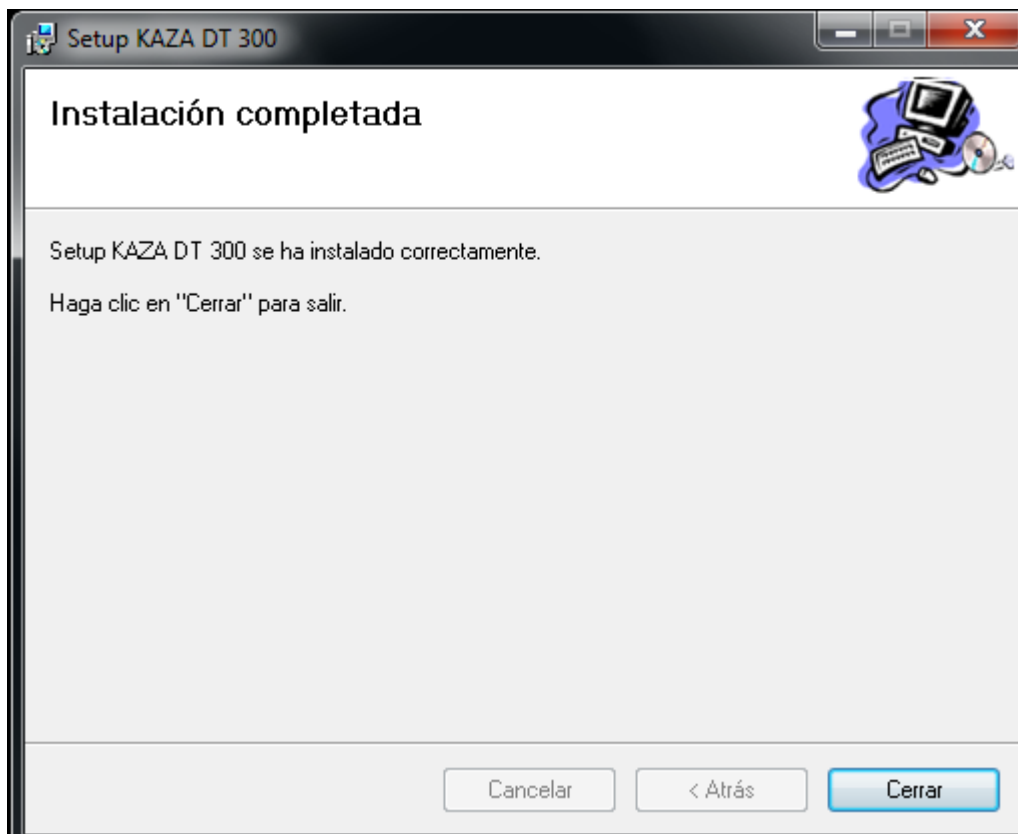 Setup KAZA DT 300
Instalación completada
Setup KAZA DT 300 se ha instalado correctamente.
Haga clic en "Cerrar" para salir.
Cancelar
< Atrás
Cerrar